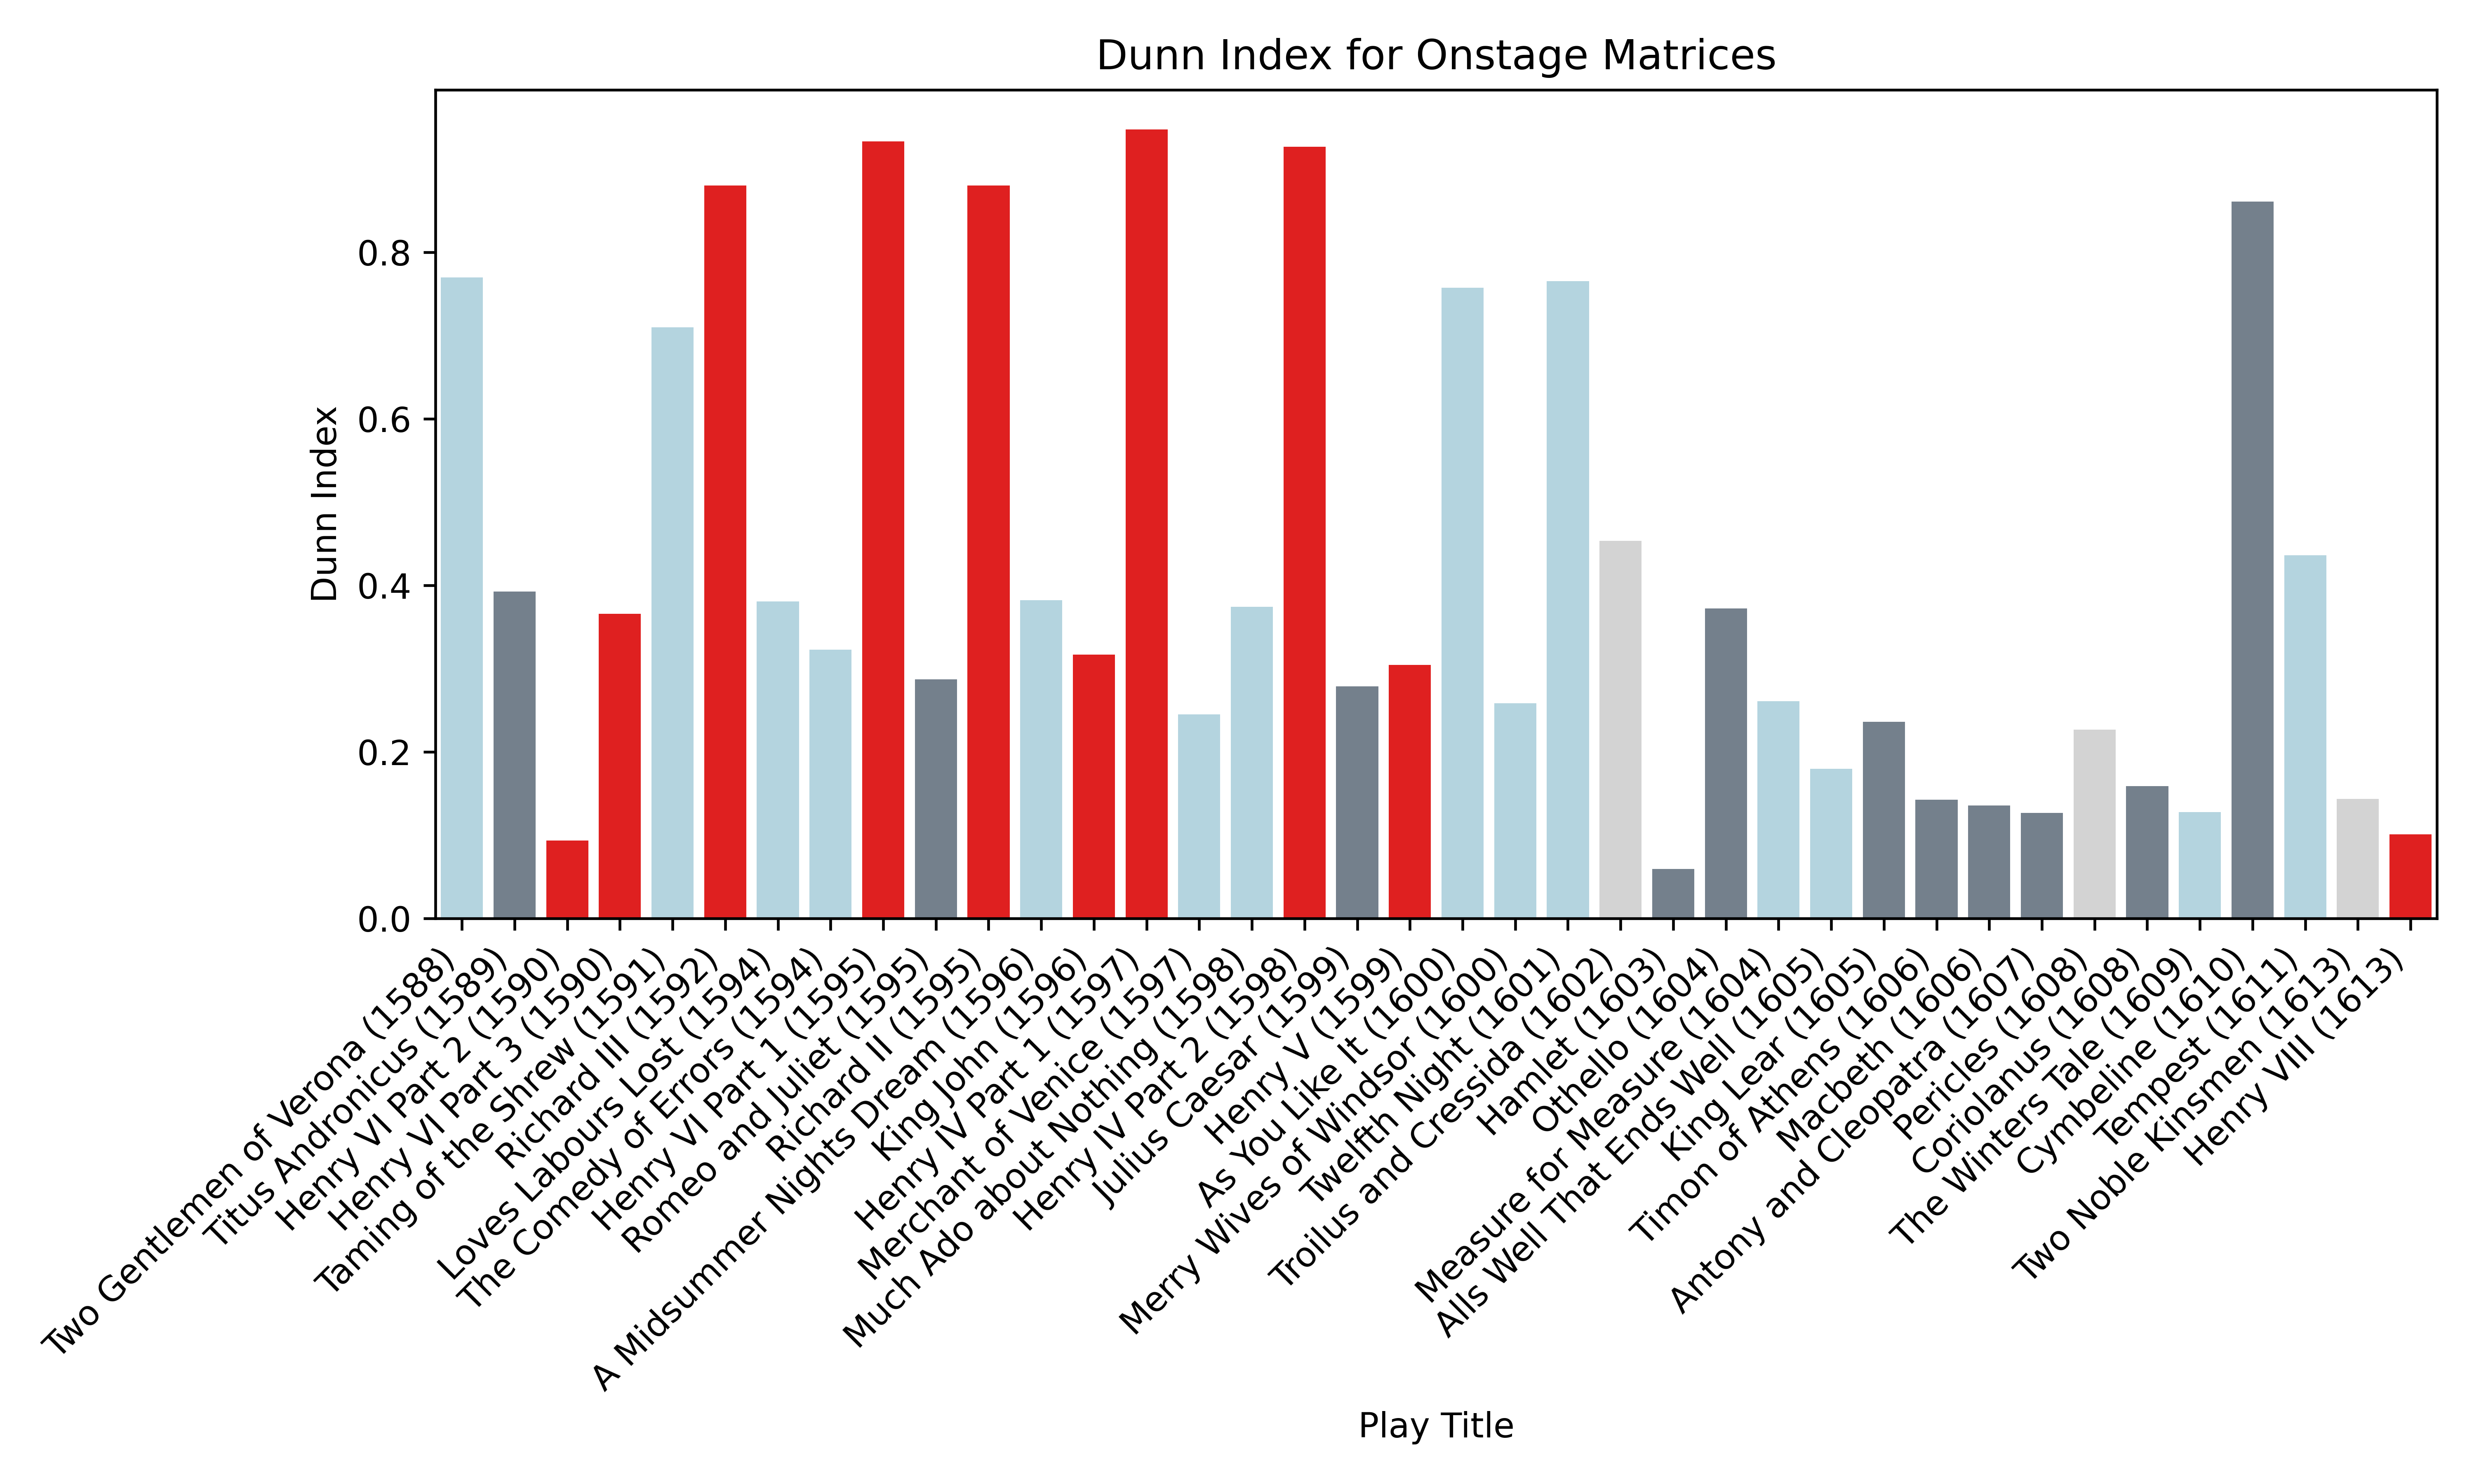 Dunn Index for Onstage Matrices
Dunn Index
0.8
0.6
0.4
0.2
0.0
Two Gentlemen of Verona (1588)
Titus Andronicus (1589)
Henry VI Part 2 (1590)
Henry VI Part 3 (1590)
Taming of the Shrew (1591)
Richard III (1592)
Loves Labours Lost (1594)
The Comedy of Errors (1594)
Henry VI Part 1 (1595)
Romeo and Juliet (1595)
Richard II (1595)
A Midsummer Nights Dream (1596)
King John (1596)
Henry IV Part 1 (1597)
Merchant of Venice (1597)
Much Ado about Nothing (1598)
Henry IV Part 2 (1598)
Julius Caesar (1599)
Henry V (1599)
As You Like It (1600)
Merry Wives of Windsor (1600)
Twelfth Night (1601)
Troilus and Cressida (1602)
Hamlet (1603)
Othello (1604)
Measure for Measure (1604)
Alls Well That Ends Well (1605)
King Lear (1605)
Timon of Athens (1606)
Macbeth (1606)
Antony and Cleopatra (1607)
Pericles (1608)
Coriolanus (1608)
The Winters Tale (1609)
Cymbeline (1610)
Tempest (1611)
Two Noble Kinsmen (1613)
Henry VIII (1613)
Play Title